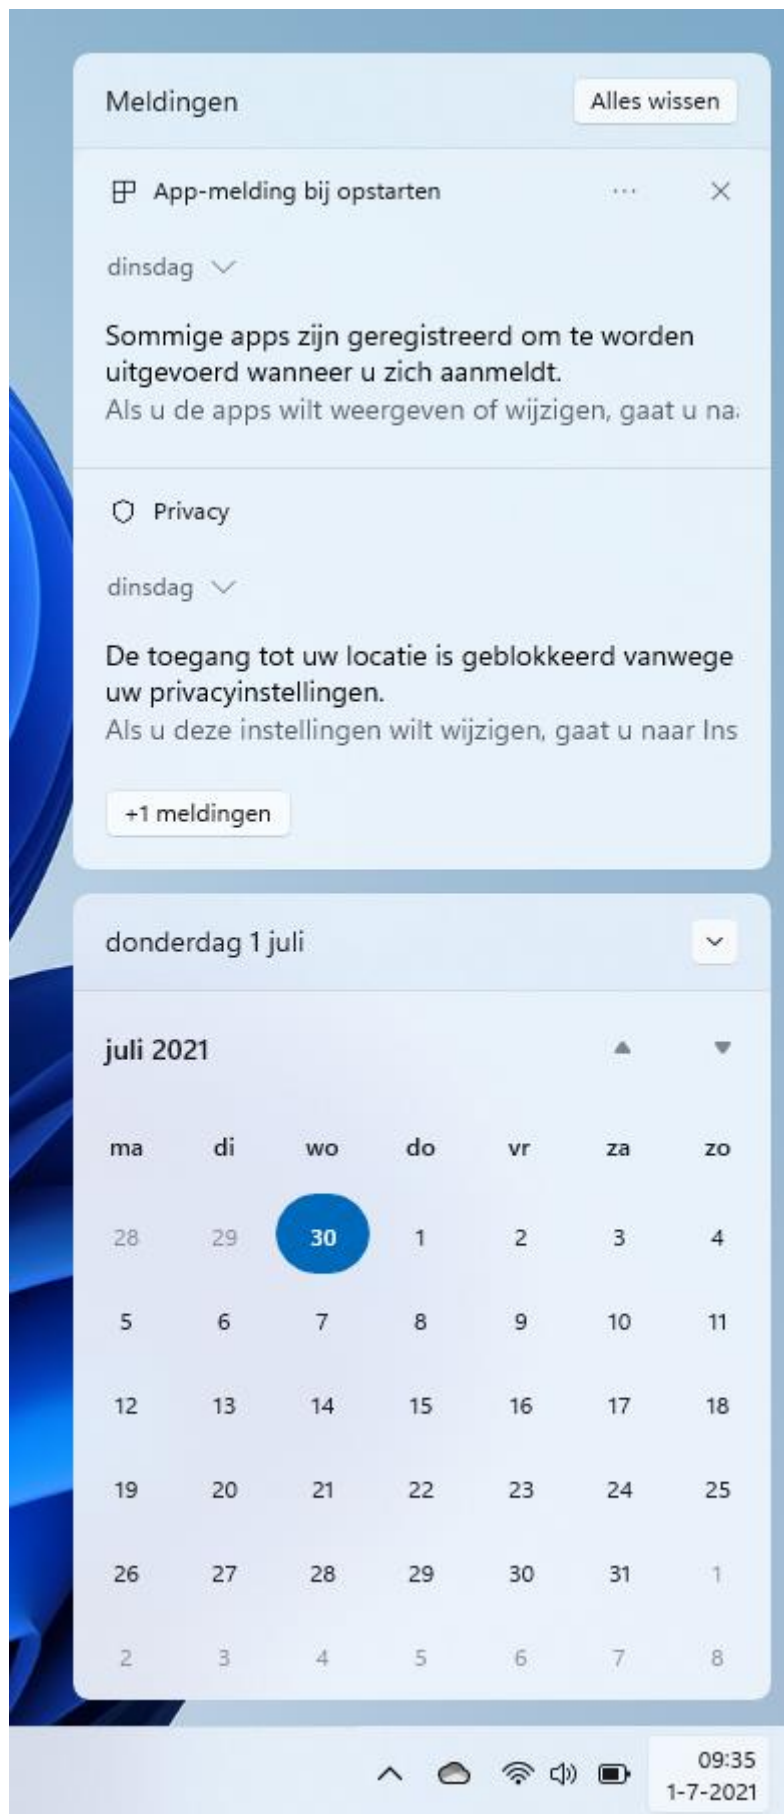 Meldingen Alles wissen
App-melding bij opstarten
dinsdag
Sommige apps zijn geregistreerd om te worden
uitgevoerd wanneer u zich aanmeldt.
Als u de apps wilt weergeven of wijzigen, gaat u naa
Privacy
dinsdag
De toegang tot uw locatie is geblokkeerd vanwege
uw privacyinstellingen.
Als u deze instellingen wilt wijzigen, gaat u naar Ins
+1 meldingen
donderdag 1 juli
juli 2021
ma di wo do vr za zo
28 29 30 1 2 3 4
5 6 7 8 9 10 11
12 13 14 15 16 17 18
19 20 21 22 23 24 25
26 27 28 29 30 31 1
2 3 4 5 6 7 8
09:35
1-7-2021